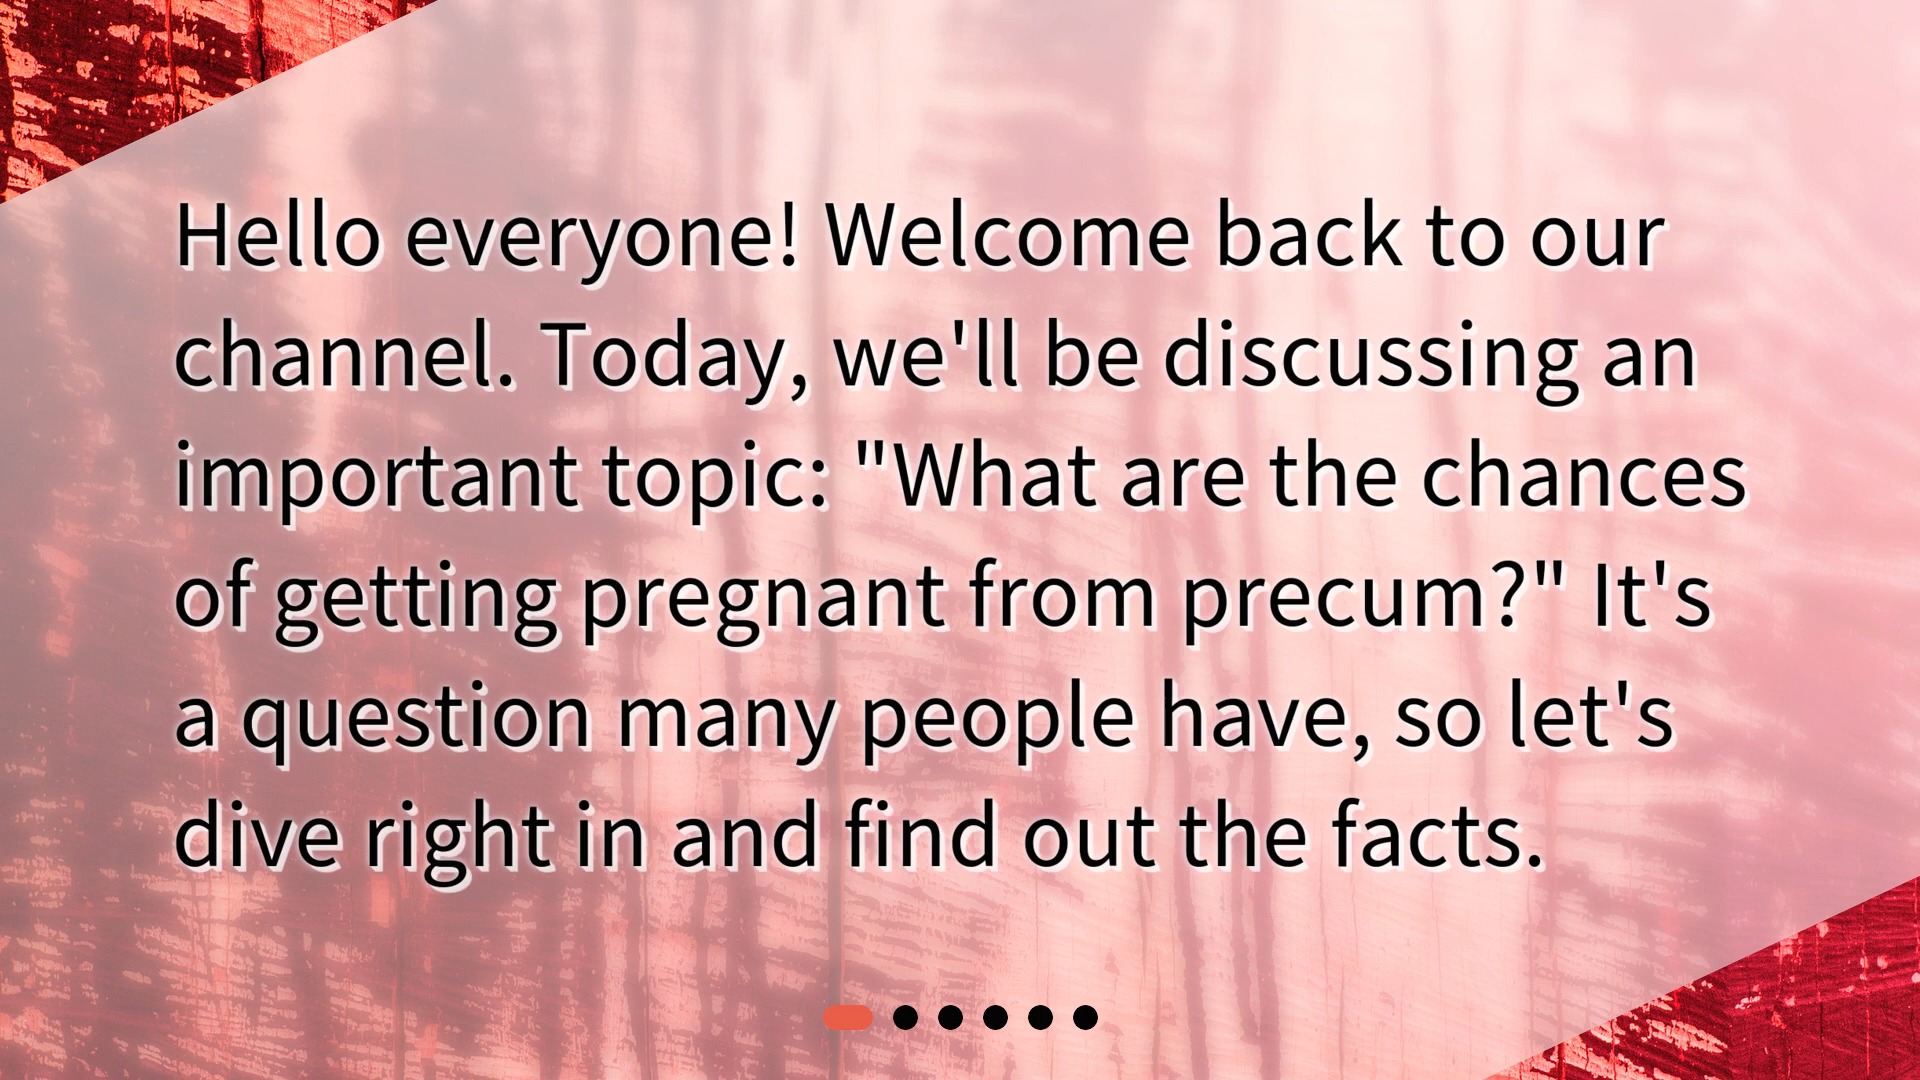 Hello everyone! Welcome back to our
channel. Today, we'll be discussing an
important topic: "What are the chances
of getting pregnant from precum?" It's
a question many people have, so let's
dive right in and find out the facts.